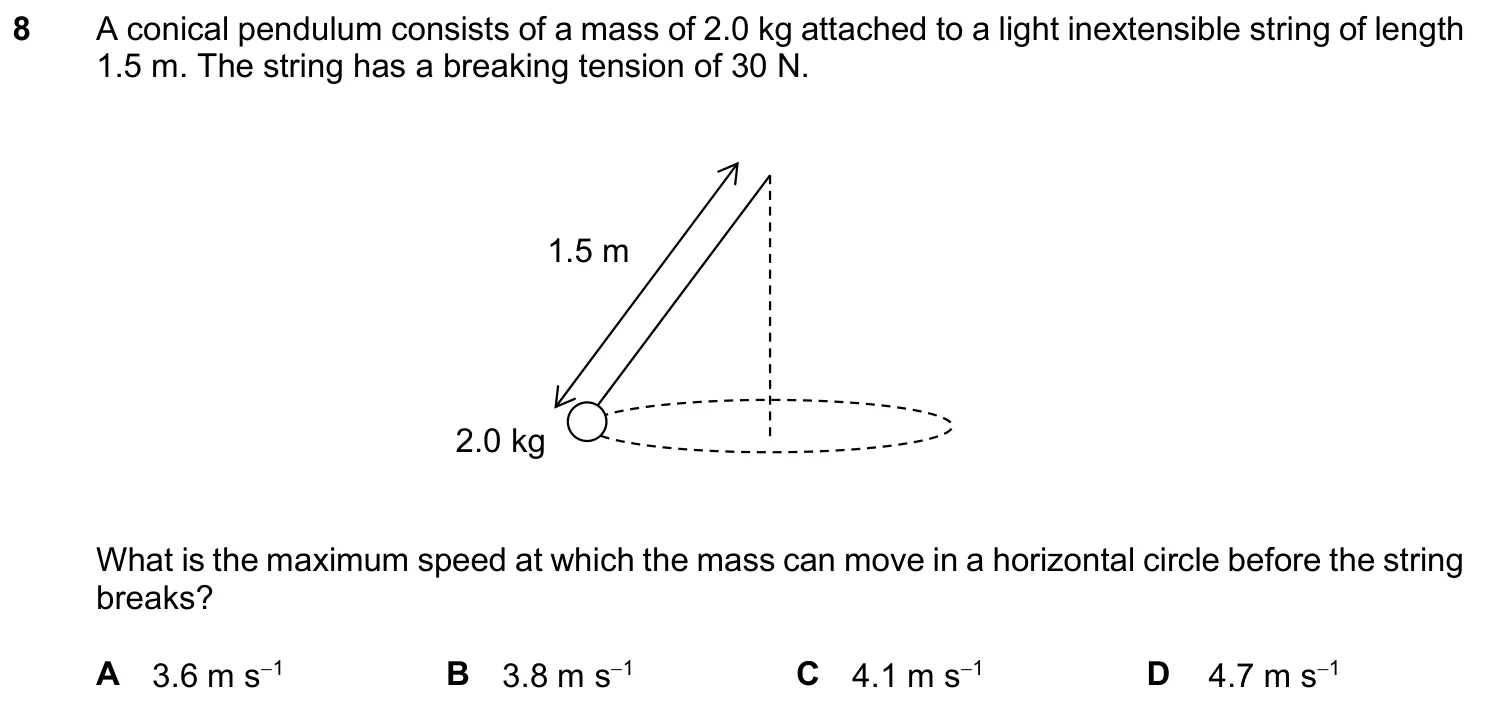 8 A conical pendulum consists of a mass of 2.0 kg attached to a light inextensible string of length
1.5 m. The string has a breaking tension of 30 N.
1.5 m
2.0 kg
What is the maximum speed at which the mass can move in a horizontal circle before the string
breaks?
A 3.6 m s⁻¹ B 3.8 m s⁻¹ C 4.1 m s⁻¹ D 4.7 m s⁻¹